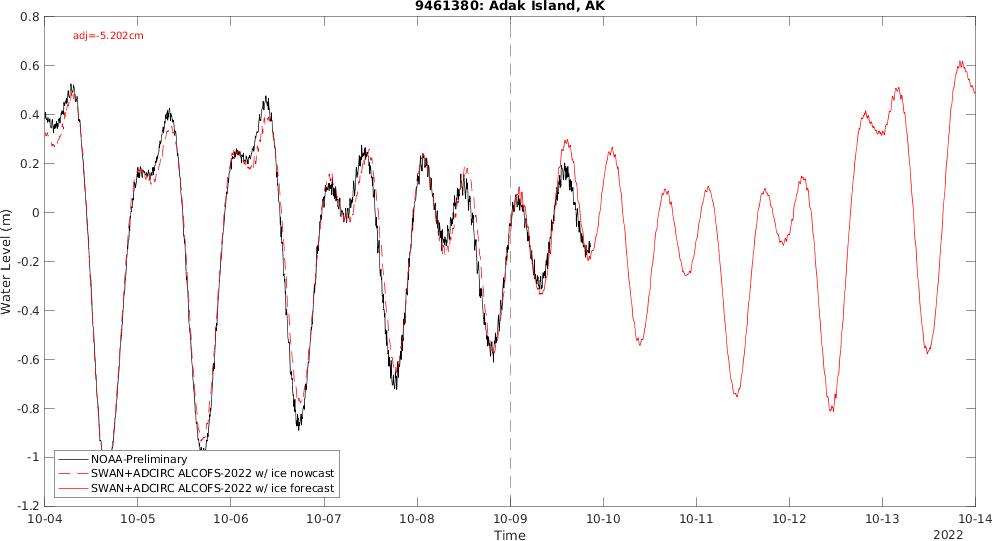 9461380: Adak Island, AK
adj=-5.202cm
Water Level (m)
0.8
0.6
0.4
0.2
0
-0.2
-0.4
-0.6
-0.8
-1
-1.2
NOAA-Preliminary
SWAN+ADCIRC ALCOFS-2022 w/ ice nowcast
SWAN+ADCIRC ALCOFS-2022 w/ ice forecast
10-04 10-05 10-06 10-07 10-08 10-09 10-10 10-11 10-12 10-13 10-14
Time
2022